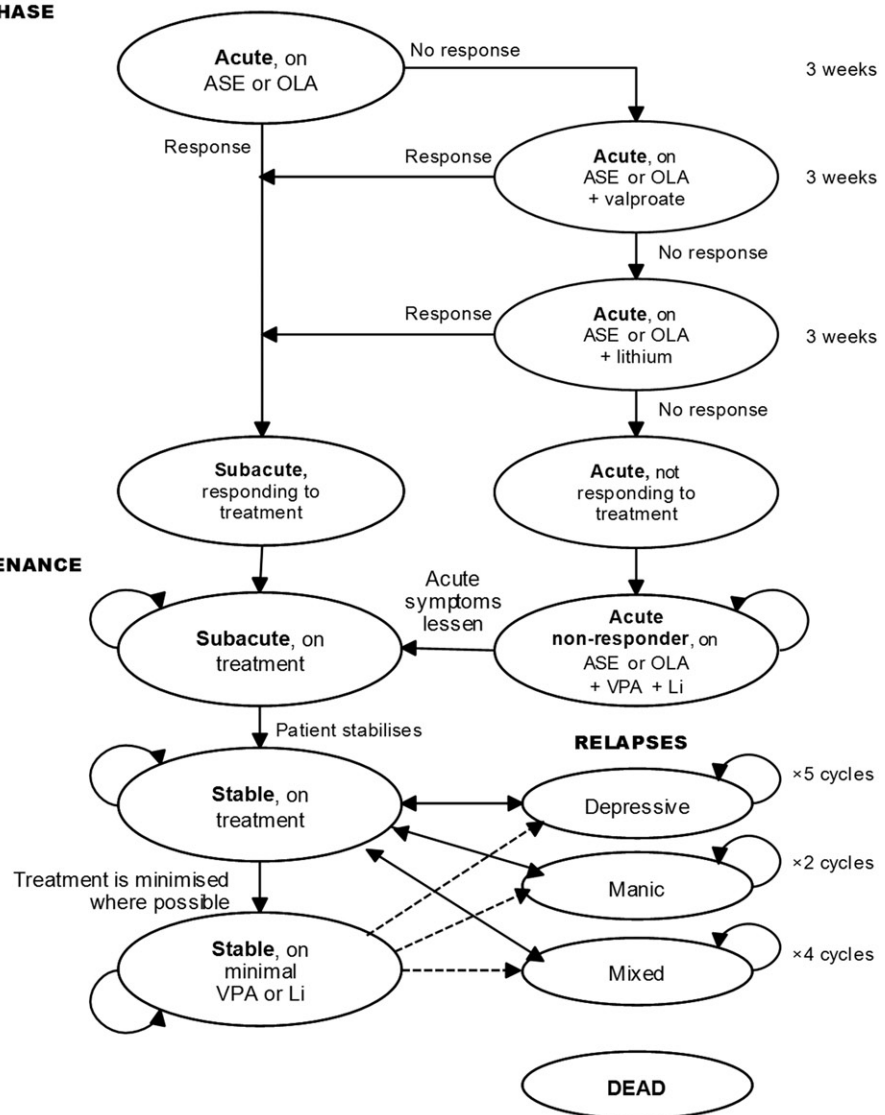 HASE
Acute, on
ASE or OLA
No response
3 weeks
Response
Response
Acute, on
ASE or OLA
+ valproate
3 weeks
No response
Response
Acute, on
ASE or OLA
+ lithium
3 weeks
No response
Subacute,
responding to
treatment
Acute, not
responding to
treatment
ENANCE
Acute
symptoms
lessen
Subacute, on
treatment
Acute
non-responder, on
ASE or OLA
+ VPA + Li
Patient stabilises
RELAPSES
Stable, on
treatment
Depressive
×5 cycles
Manic
×2 cycles
Treatment is minimised
where possible
Stable, on
minimal
VPA or Li
Mixed
×4 cycles
DEAD